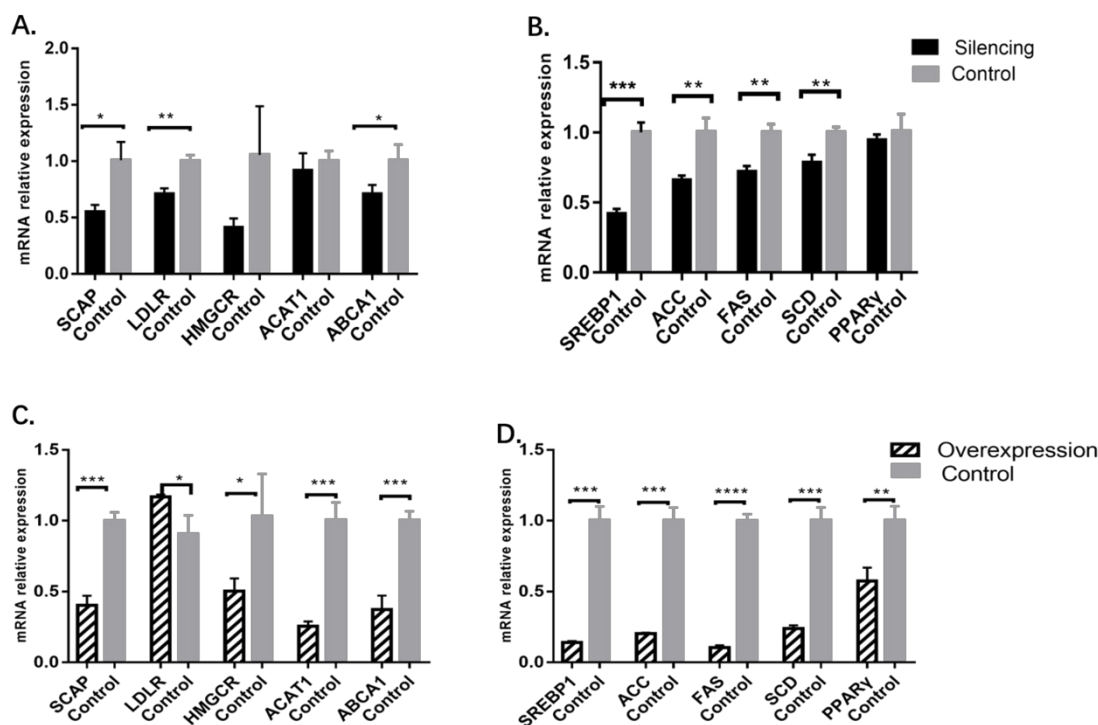 A.
mRNA relative expression
2.0
1.5
1.0
0.5
0.0
* ** *
SCAP
Control
LDLR
Control
HMGCR
Control
ACAT1
Control
ABCA1
Control
B.
Silencing
Control
mRNA relative expression
1.5
1.0
0.5
0.0
*** ** ** **
SREBP1
Control
ACC
Control
FAS
Control
SCD
Control
PPARγ
Control
C.
mRNA relative expression
1.5
1.0
0.5
0.0
*** * * *** ***
SCAP
Control
LDLR
Control
HMGCR
Control
ACAT1
Control
ABCA1
Control
D.
Overexpression
Control
mRNA relative expression
1.5
1.0
0.5
0.0
*** *** **** *** **
SREBP1
Control
ACC
Control
FAS
Control
SCD
Control
PPARγ
Control